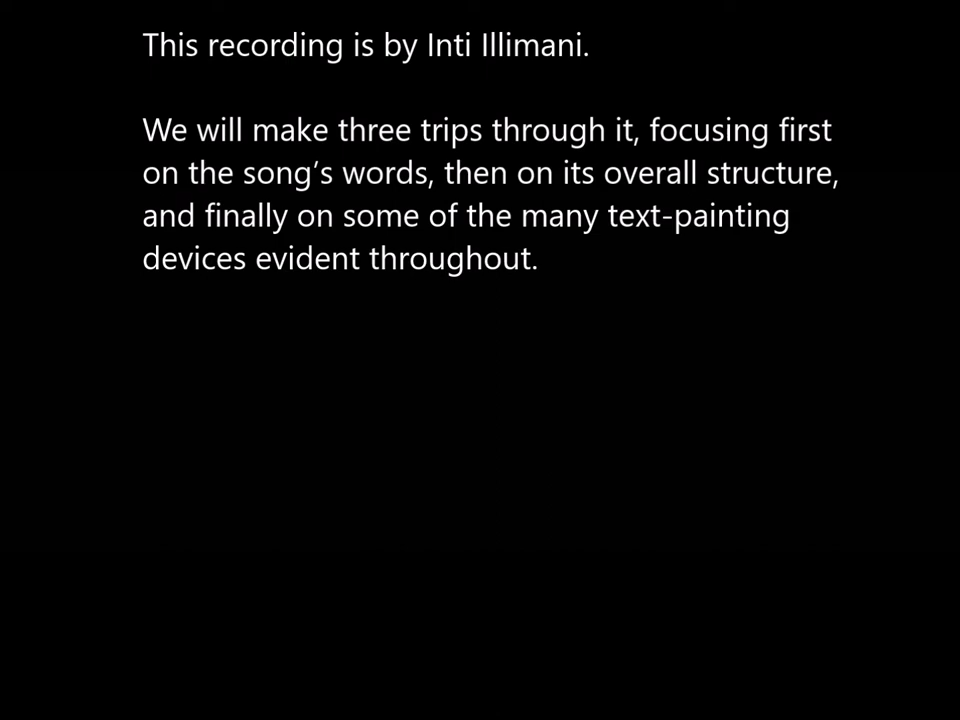 This recording is by Inti Illimani.
We will make three trips through it, focusing first
on the song’s words, then on its overall structure,
and finally on some of the many text-painting
devices evident throughout.